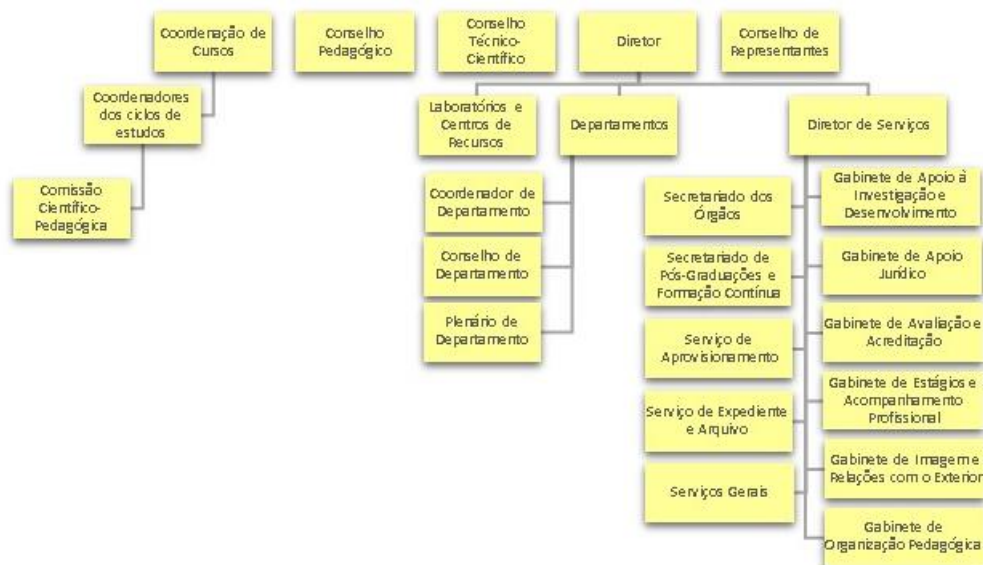 Coordenação de
Cursos
Conselho
Pedagógico
Conselho
Técnico-
Científico
Diretor
Conselho de
Representantes
Coordenadores
dos ciclos de
estudos
Laboratórios e
Centros de
Recursos
Departamentos
Diretor de Serviços
Comissão
Científico-
Pedagógica
Coordenador de
Departamento
Conselho de
Departamento
Plenário de
Departamento
Secretariado dos
Órgãos
Secretariado de
Pós-Graduações e
Formação Contínua
Serviço de
Aprovisionamento
Serviço de Expediente
e Arquivo
Serviços Gerais
Gabinete de Apoio à
Investigação e
Desenvolvimento
Gabinete de Apoio
Jurídico
Gabinete de Avaliação e
Acreditação
Gabinete de Estágios e
Acompanhamento
Profissional
Gabinete de Imagem e
Relações com o Exterior
Gabinete de
Organização Pedagógica